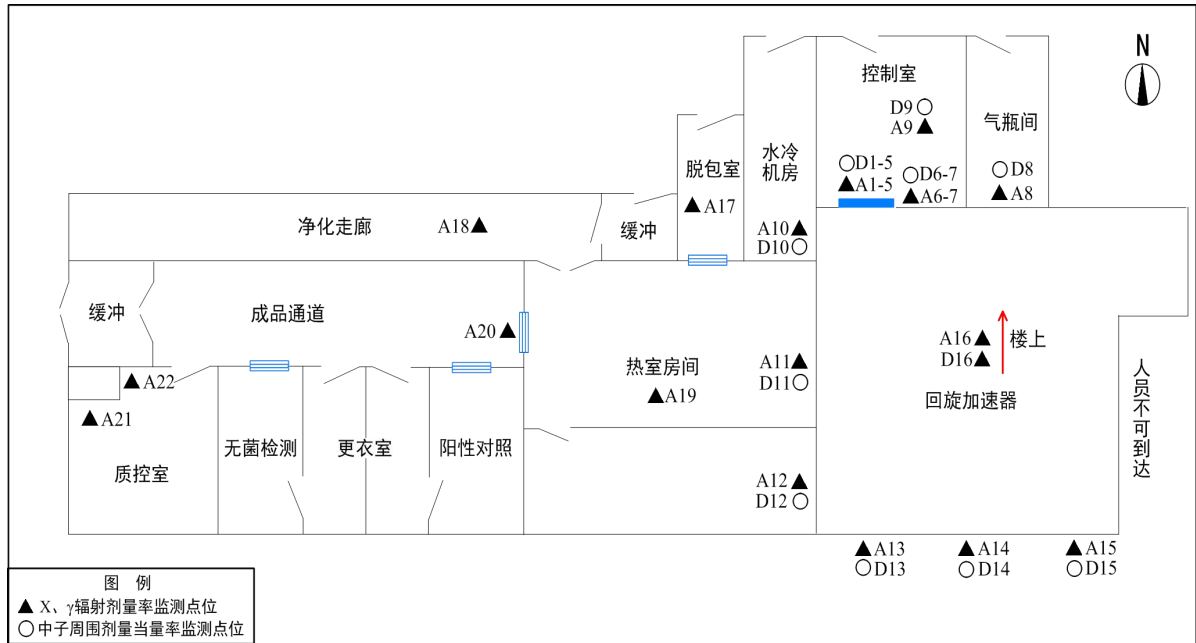 N
控制室
D9
A9
气瓶间
水冷
机房
脱包室
D1-5
A1-5
D6-7
A6-7
D8
A8
A17
净化走廊
A18
缓冲
A10
D10
缓冲
成品通道
A20
热室房间
A11
D11
A19
A16
D16
楼上
回旋加速器
人员不可到达
A22
A21
质控室
无菌检测
更衣室
阳性对照
A12
D12
A13
D13
A14
D14
A15
D15
图 例
X、γ辐射剂量率监测点位
中子周围剂量当量率监测点位